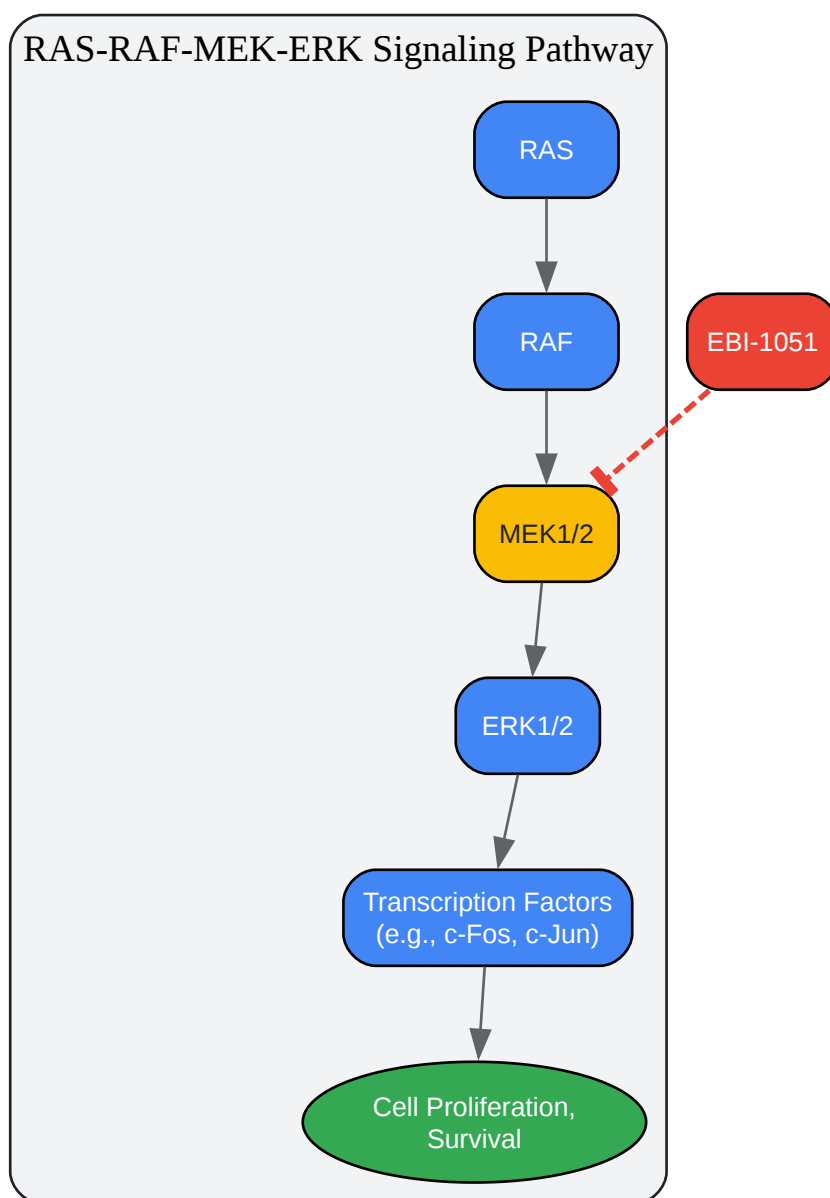 RAS-RAF-MEK-ERK Signaling Pathway
RAS
RAF
EBI-1051
MEK1/2
ERK1/2
Transcription Factors
(e.g., c-Fos, c-Jun)
Cell Proliferation,
Survival